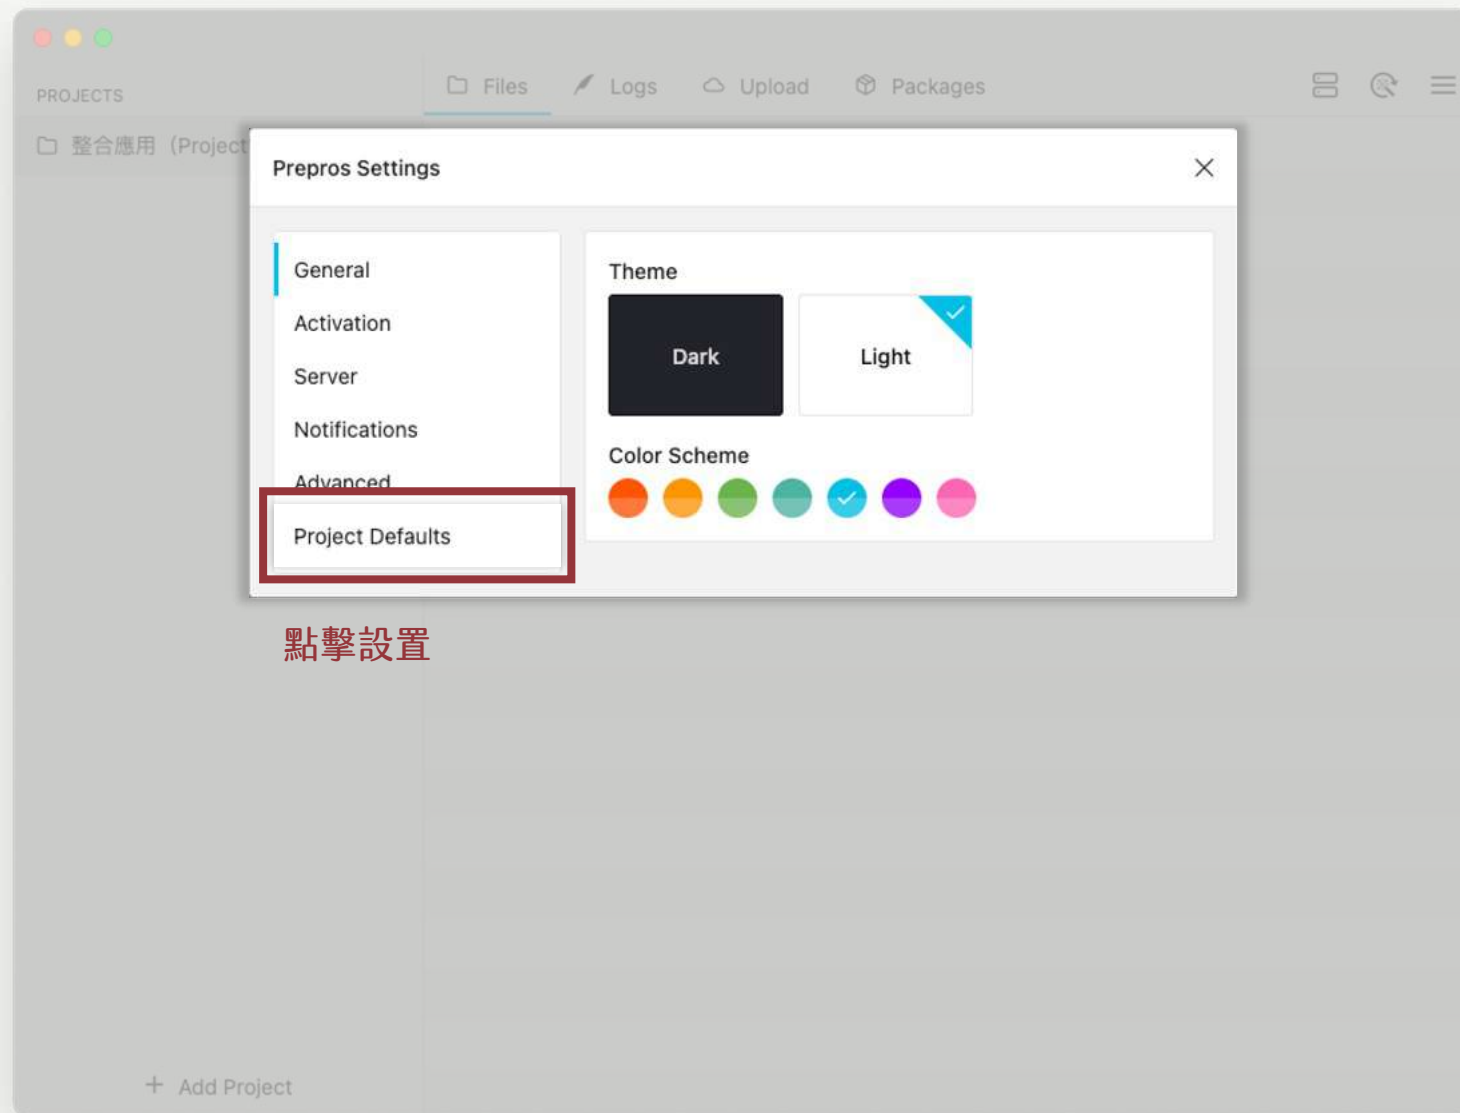 PROJECTS
Files
Logs
Upload
Packages
整合應用（Project
Prepros Settings
General
Activation
Server
Notifications
Advanced
Project Defaults
Theme
Dark
Light
Color Scheme
點擊設置
Add Project